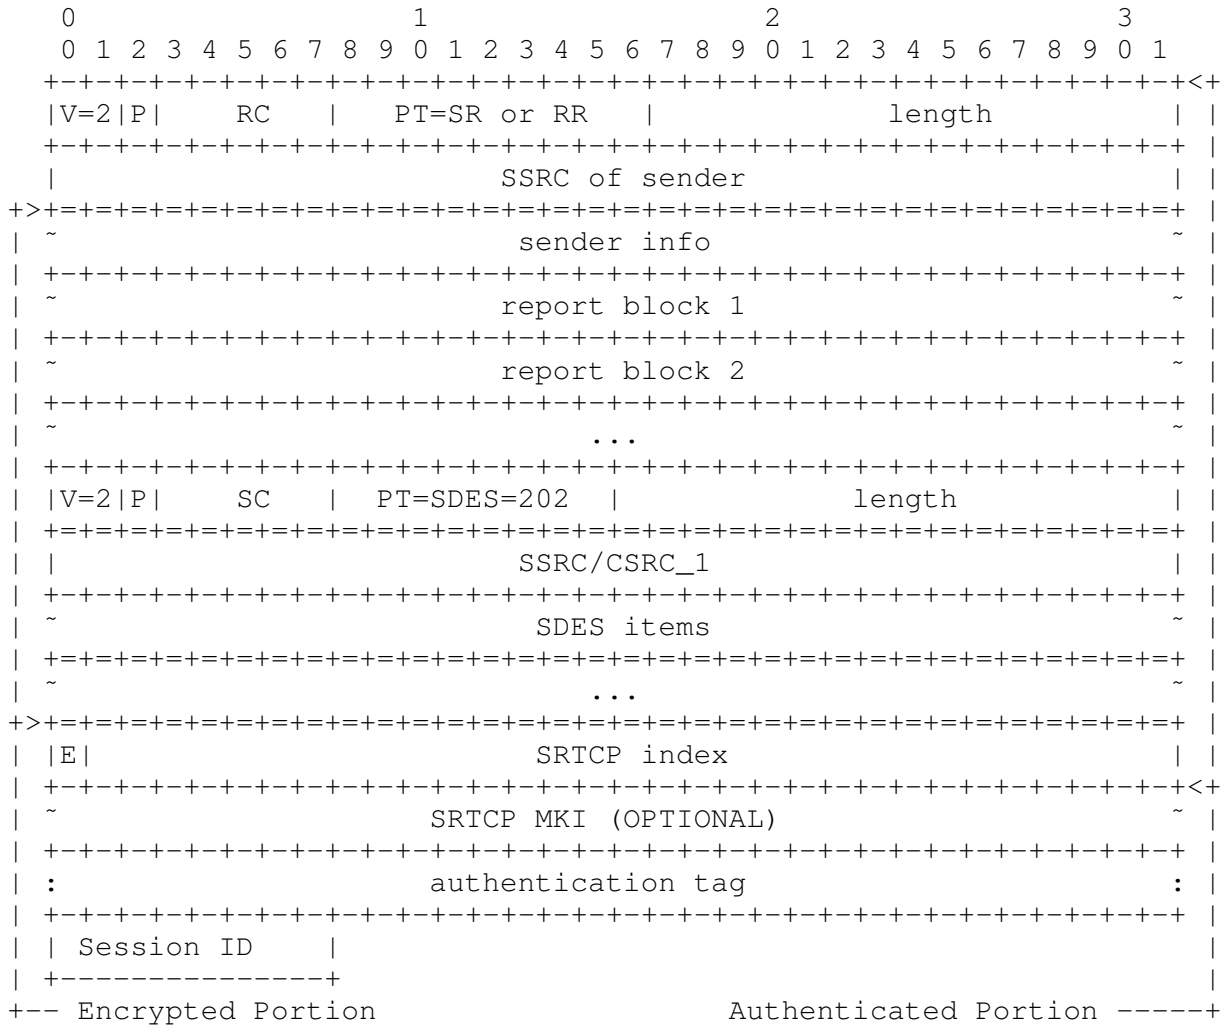 0                   1                   2                   3
     0 1 2 3 4 5 6 7 8 9 0 1 2 3 4 5 6 7 8 9 0 1 2 3 4 5 6 7 8 9 0 1
    +-+-+-+-+-+-+-+-+-+-+-+-+-+-+-+-+-+-+-+-+-+-+-+-+-+-+-+-+-+-+-+-+<+
    |V=2|P|    RC   |   PT=SR or RR   |             length          | |
    +-+-+-+-+-+-+-+-+-+-+-+-+-+-+-+-+-+-+-+-+-+-+-+-+-+-+-+-+-+-+-+-+ |
    |                         SSRC of sender                        | |
  +>+=+=+=+=+=+=+=+=+=+=+=+=+=+=+=+=+=+=+=+=+=+=+=+=+=+=+=+=+=+=+=+=+ |
  | ~                          sender info                          ~ |
  | +-+-+-+-+-+-+-+-+-+-+-+-+-+-+-+-+-+-+-+-+-+-+-+-+-+-+-+-+-+-+-+-+ |
  | ~                         report block 1                        ~ |
  | +-+-+-+-+-+-+-+-+-+-+-+-+-+-+-+-+-+-+-+-+-+-+-+-+-+-+-+-+-+-+-+-+ |
  | ~                         report block 2                        ~ |
  | +-+-+-+-+-+-+-+-+-+-+-+-+-+-+-+-+-+-+-+-+-+-+-+-+-+-+-+-+-+-+-+-+ |
  | ~                              ...                              ~ |
  | +-+-+-+-+-+-+-+-+-+-+-+-+-+-+-+-+-+-+-+-+-+-+-+-+-+-+-+-+-+-+-+-+ |
  | |V=2|P|    SC   |  PT=SDES=202  |             length            | |
  | +=+=+=+=+=+=+=+=+=+=+=+=+=+=+=+=+=+=+=+=+=+=+=+=+=+=+=+=+=+=+=+=+ |
  | |                          SSRC/CSRC_1                          | |
  | +-+-+-+-+-+-+-+-+-+-+-+-+-+-+-+-+-+-+-+-+-+-+-+-+-+-+-+-+-+-+-+-+ |
  | ~                           SDES items                          ~ |
  | +=+=+=+=+=+=+=+=+=+=+=+=+=+=+=+=+=+=+=+=+=+=+=+=+=+=+=+=+=+=+=+=+ |
  | ~                              ...                              ~ |
  +>+=+=+=+=+=+=+=+=+=+=+=+=+=+=+=+=+=+=+=+=+=+=+=+=+=+=+=+=+=+=+=+=+ |
  | |E|                         SRTCP index                         | |
  | +-+-+-+-+-+-+-+-+-+-+-+-+-+-+-+-+-+-+-+-+-+-+-+-+-+-+-+-+-+-+-+-+<+
  | ~                     SRTCP MKI (OPTIONAL)                      ~ |
  | +-+-+-+-+-+-+-+-+-+-+-+-+-+-+-+-+-+-+-+-+-+-+-+-+-+-+-+-+-+-+-+-+ |
  | :                     authentication tag                        : |
  | +-+-+-+-+-+-+-+-+-+-+-+-+-+-+-+-+-+-+-+-+-+-+-+-+-+-+-+-+-+-+-+-+ |
  | | Session ID    |                                                 |
  | +---------------+                                                 |
  +-- Encrypted Portion                    Authenticated Portion -----+